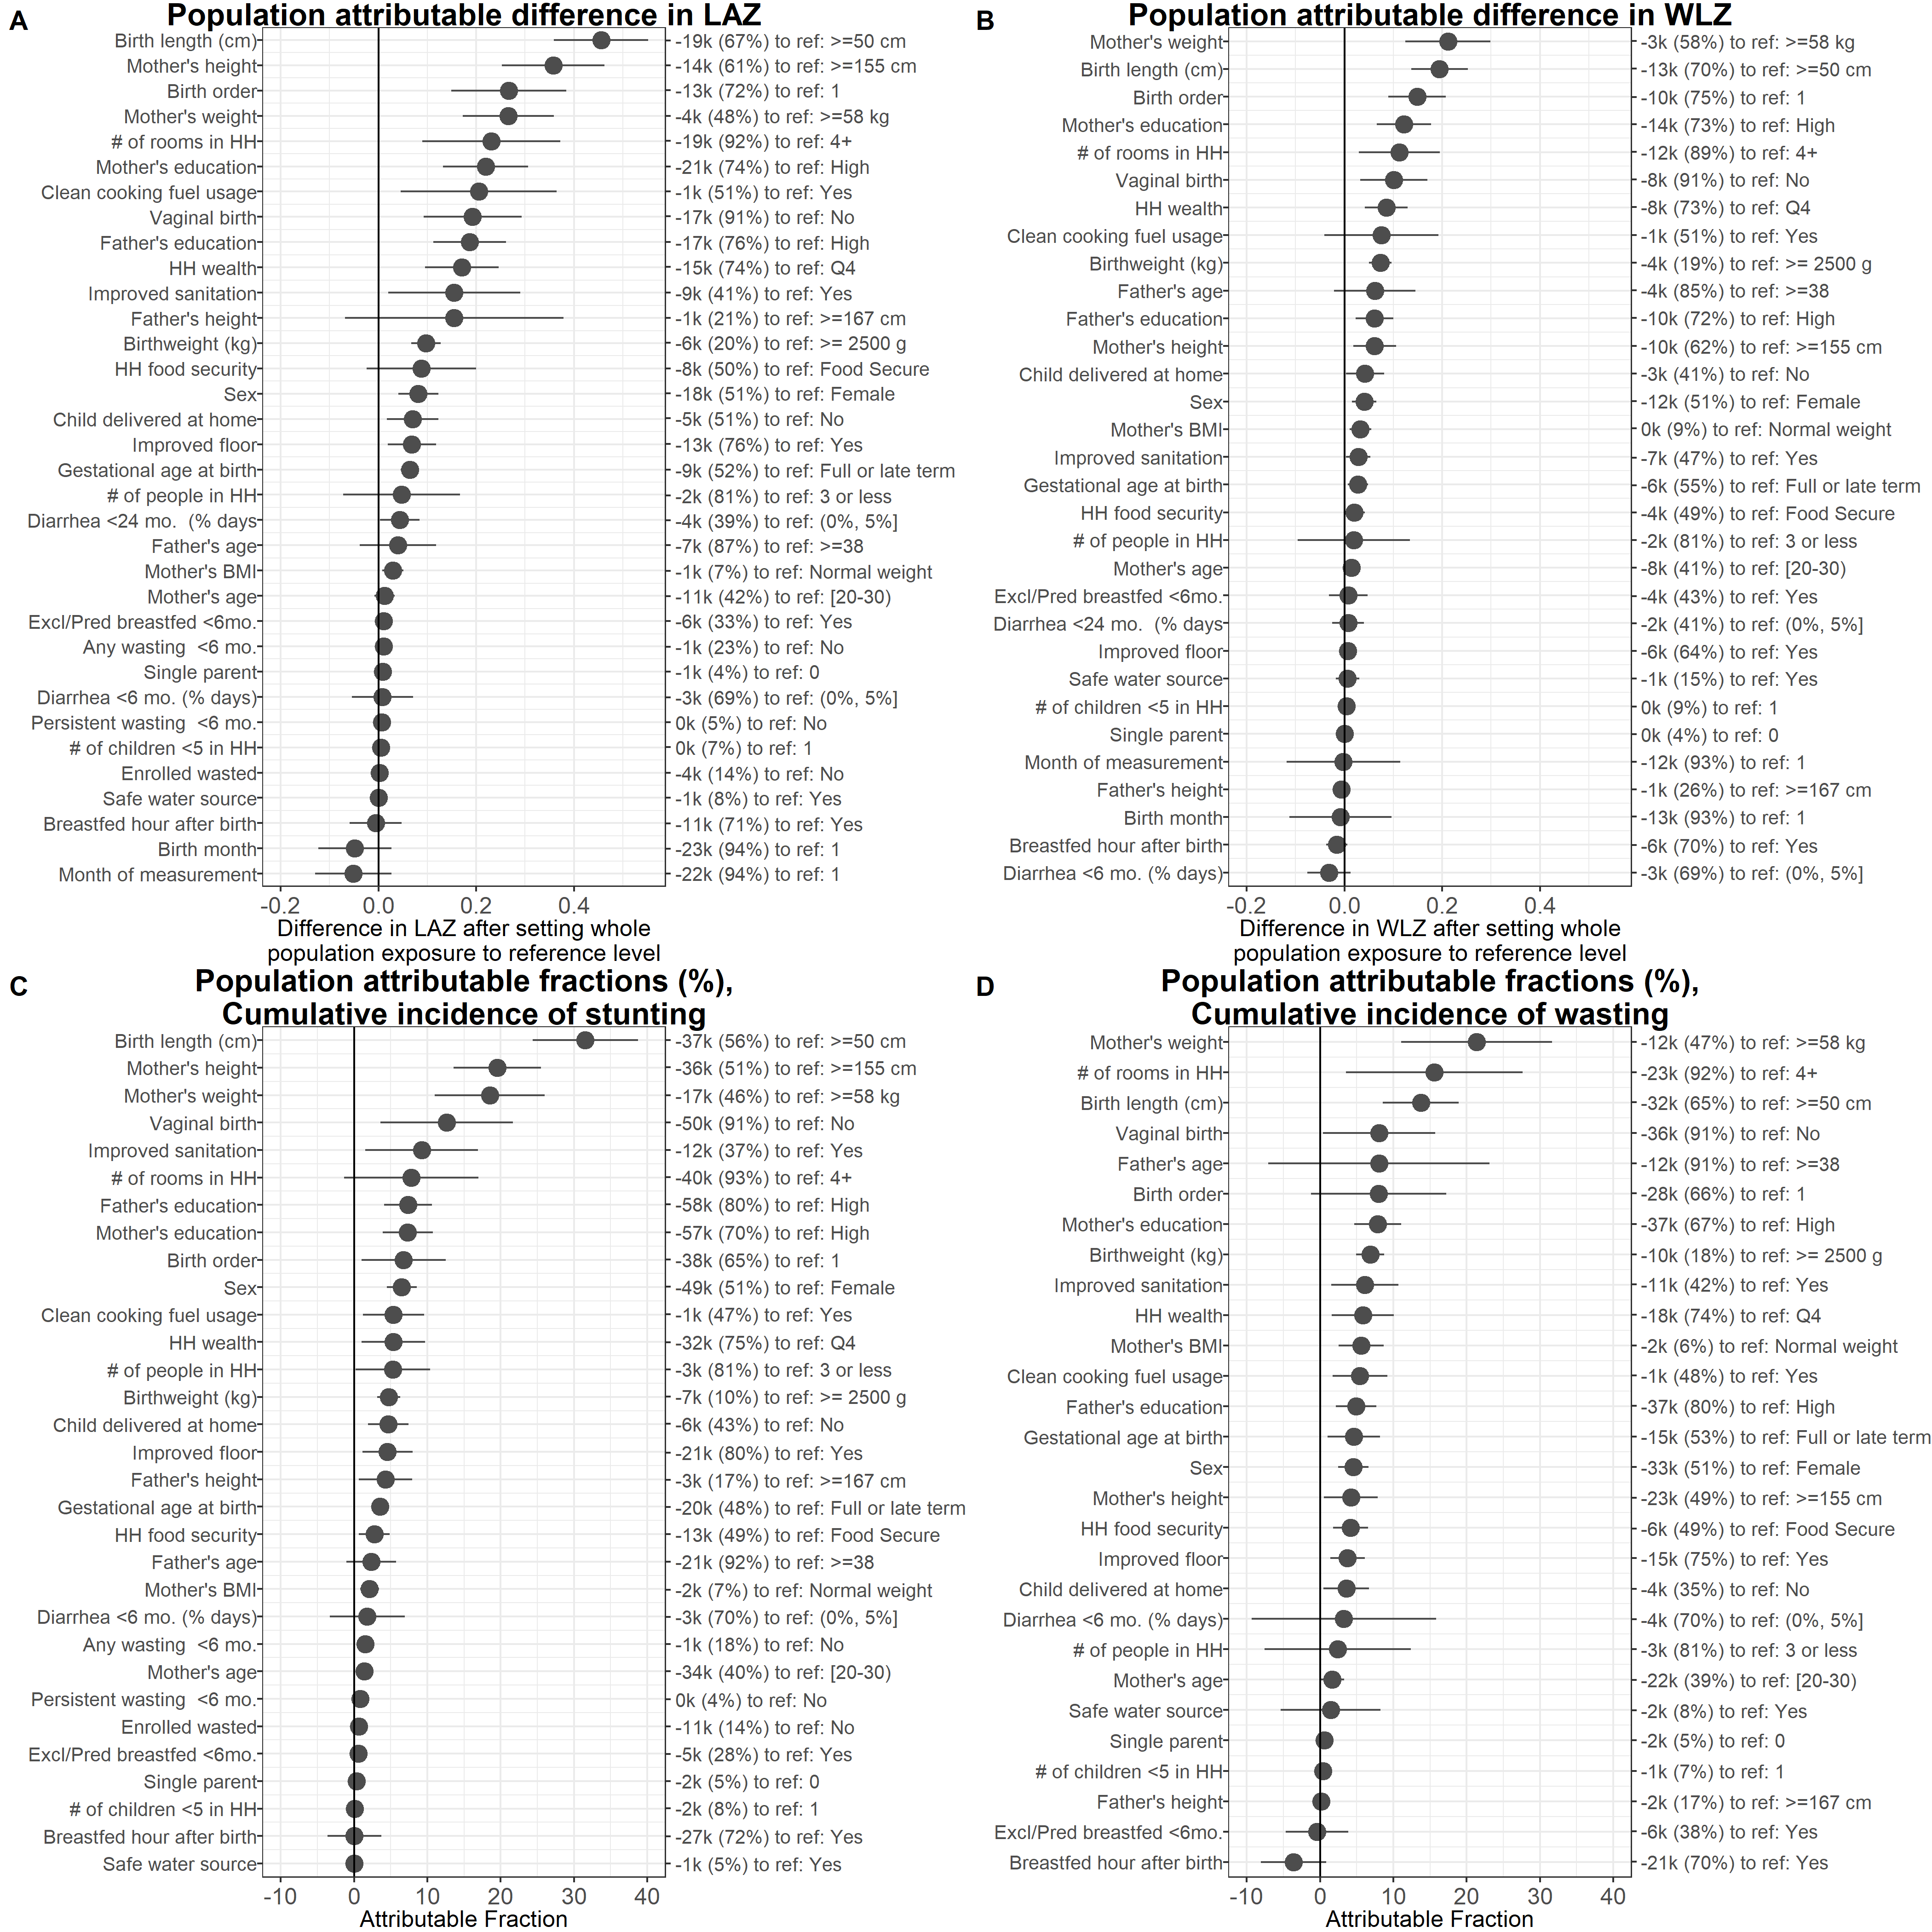 A
Population attributable difference in LAZ
Birth length (cm) -19k (67%) to ref: >=50 cm
Mother's height -14k (61%) to ref: >=155 cm
Birth order -13k (72%) to ref: 1
Mother's weight -4k (48%) to ref: >=58 kg
# of rooms in HH -19k (92%) to ref: 4+
Mother's education -21k (74%) to ref: High
Clean cooking fuel usage -1k (51%) to ref: Yes
Vaginal birth -17k (91%) to ref: No
Father's education -17k (76%) to ref: High
HH wealth -15k (74%) to ref: Q4
Improved sanitation -9k (41%) to ref: Yes
Father's height -1k (21%) to ref: >=167 cm
Birthweight (kg) -6k (20%) to ref: >= 2500 g
HH food security -8k (50%) to ref: Food Secure
Sex -18k (51%) to ref: Female
Child delivered at home -5k (51%) to ref: No
Improved floor -13k (76%) to ref: Yes
Gestational age at birth -9k (52%) to ref: Full or late term
# of people in HH -2k (81%) to ref: 3 or less
Diarrhea <24 mo.  (% days -4k (39%) to ref: (0%, 5%]
Father's age -7k (87%) to ref: >=38
Mother's BMI -1k (7%) to ref: Normal weight
Mother's age -11k (42%) to ref: [20-30)
Excl/Pred breastfed <6mo. -6k (33%) to ref: Yes
Any wasting  <6 mo. -1k (23%) to ref: No
Single parent -1k (4%) to ref: 0
Diarrhea <6 mo. (% days) -3k (69%) to ref: (0%, 5%]
Persistent wasting  <6 mo. 0k (5%) to ref: No
# of children <5 in HH 0k (7%) to ref: 1
Enrolled wasted -4k (14%) to ref: No
Safe water source -1k (8%) to ref: Yes
Breastfed hour after birth -11k (71%) to ref: Yes
Birth month -23k (94%) to ref: 1
Month of measurement -22k (94%) to ref: 1
-0.2 0.0 0.2 0.4
Difference in LAZ after setting whole
population exposure to reference level
B
Population attributable difference in WLZ
Mother's weight -3k (58%) to ref: >=58 kg
Birth length (cm) -13k (70%) to ref: >=50 cm
Birth order -10k (75%) to ref: 1
Mother's education -14k (73%) to ref: High
# of rooms in HH -12k (89%) to ref: 4+
Vaginal birth -8k (91%) to ref: No
HH wealth -8k (73%) to ref: Q4
Clean cooking fuel usage -1k (51%) to ref: Yes
Birthweight (kg) -4k (19%) to ref: >= 2500 g
Father's age -4k (85%) to ref: >=38
Father's education -10k (72%) to ref: High
Mother's height -10k (62%) to ref: >=155 cm
Child delivered at home -3k (41%) to ref: No
Sex -12k (51%) to ref: Female
Mother's BMI 0k (9%) to ref: Normal weight
Improved sanitation -7k (47%) to ref: Yes
Gestational age at birth -6k (55%) to ref: Full or late term
HH food security -4k (49%) to ref: Food Secure
# of people in HH -2k (81%) to ref: 3 or less
Mother's age -8k (41%) to ref: [20-30)
Excl/Pred breastfed <6mo. -4k (43%) to ref: Yes
Diarrhea <24 mo.  (% days -2k (41%) to ref: (0%, 5%]
Improved floor -6k (64%) to ref: Yes
Safe water source -1k (15%) to ref: Yes
# of children <5 in HH 0k (9%) to ref: 1
Single parent 0k (4%) to ref: 0
Month of measurement -12k (93%) to ref: 1
Father's height -1k (26%) to ref: >=167 cm
Birth month -13k (93%) to ref: 1
Breastfed hour after birth -6k (70%) to ref: Yes
Diarrhea <6 mo. (% days) -3k (69%) to ref: (0%, 5%]
-0.2 0.0 0.2 0.4
Difference in WLZ after setting whole
population exposure to reference level
C
Population attributable fractions (%),
Cumulative incidence of stunting
Birth length (cm) -37k (56%) to ref: >=50 cm
Mother's height -36k (51%) to ref: >=155 cm
Mother's weight -17k (46%) to ref: >=58 kg
Vaginal birth -50k (91%) to ref: No
Improved sanitation -12k (37%) to ref: Yes
# of rooms in HH -40k (93%) to ref: 4+
Father's education -58k (80%) to ref: High
Mother's education -57k (70%) to ref: High
Birth order -38k (65%) to ref: 1
Sex -49k (51%) to ref: Female
Clean cooking fuel usage -1k (47%) to ref: Yes
HH wealth -32k (75%) to ref: Q4
# of people in HH -3k (81%) to ref: 3 or less
Birthweight (kg) -7k (10%) to ref: >= 2500 g
Child delivered at home -6k (43%) to ref: No
Improved floor -21k (80%) to ref: Yes
Father's height -3k (17%) to ref: >=167 cm
Gestational age at birth -20k (48%) to ref: Full or late term
HH food security -13k (49%) to ref: Food Secure
Father's age -21k (92%) to ref: >=38
Mother's BMI -2k (7%) to ref: Normal weight
Diarrhea <6 mo. (% days) -3k (70%) to ref: (0%, 5%]
Any wasting  <6 mo. -1k (18%) to ref: No
Mother's age -34k (40%) to ref: [20-30)
Persistent wasting  <6 mo. 0k (4%) to ref: No
Enrolled wasted -11k (14%) to ref: No
Excl/Pred breastfed <6mo. -5k (28%) to ref: Yes
Single parent -2k (5%) to ref: 0
# of children <5 in HH -2k (8%) to ref: 1
Breastfed hour after birth -27k (72%) to ref: Yes
Safe water source -1k (5%) to ref: Yes
-10 0 10 20 30 40
Attributable Fraction
D
Population attributable fractions (%),
Cumulative incidence of wasting
Mother's weight -12k (47%) to ref: >=58 kg
# of rooms in HH -23k (92%) to ref: 4+
Birth length (cm) -32k (65%) to ref: >=50 cm
Vaginal birth -36k (91%) to ref: No
Father's age -12k (91%) to ref: >=38
Birth order -28k (66%) to ref: 1
Mother's education -37k (67%) to ref: High
Birthweight (kg) -10k (18%) to ref: >= 2500 g
Improved sanitation -11k (42%) to ref: Yes
HH wealth -18k (74%) to ref: Q4
Mother's BMI -2k (6%) to ref: Normal weight
Clean cooking fuel usage -1k (48%) to ref: Yes
Father's education -37k (80%) to ref: High
Gestational age at birth -15k (53%) to ref: Full or late term
Sex -33k (51%) to ref: Female
Mother's height -23k (49%) to ref: >=155 cm
HH food security -6k (49%) to ref: Food Secure
Improved floor -15k (75%) to ref: Yes
Child delivered at home -4k (35%) to ref: No
Diarrhea <6 mo. (% days) -4k (70%) to ref: (0%, 5%]
# of people in HH -3k (81%) to ref: 3 or less
Mother's age -22k (39%) to ref: [20-30)
Safe water source -2k (8%) to ref: Yes
Single parent -2k (5%) to ref: 0
# of children <5 in HH -1k (7%) to ref: 1
Father's height -2k (17%) to ref: >=167 cm
Excl/Pred breastfed <6mo. -6k (38%) to ref: Yes
Breastfed hour after birth -21k (70%) to ref: Yes
-10 0 10 20 30 40
Attributable Fraction